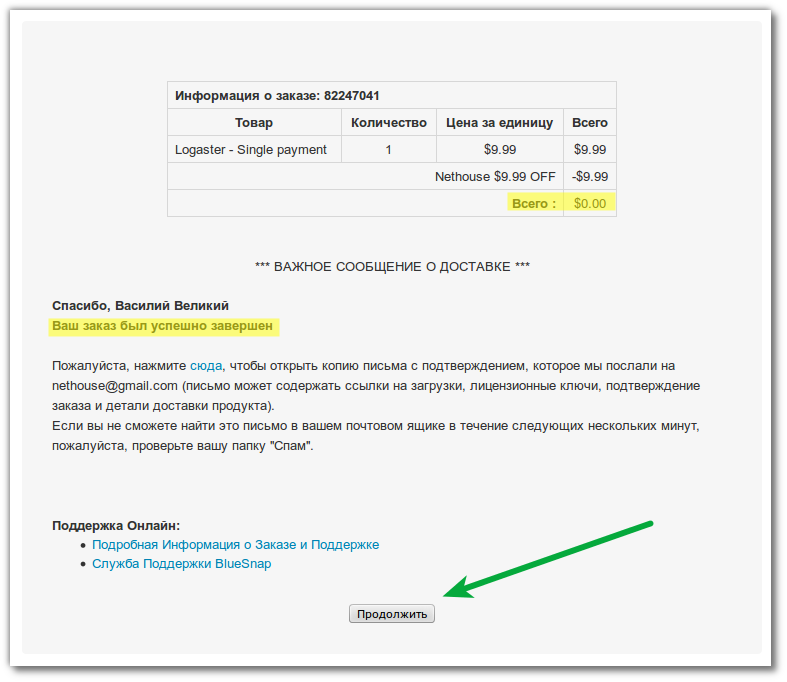 Информация о заказе: 82247041
Товар Количество Цена за единицу Всего
Logaster - Single payment 1 $9.99 $9.99
Nethouse $9.99 OFF -$9.99
Всего : $0.00
*** ВАЖНОЕ СООБЩЕНИЕ О ДОСТАВКЕ ***
Спасибо, Василий Великий
Ваш заказ был успешно завершен
Пожалуйста, нажмите сюда, чтобы открыть копию письма с подтверждением, которое мы послали на
nethouse@gmail.com (письмо может содержать ссылки на загрузки, лицензионные ключи, подтверждение
заказа и детали доставки продукта).
Если вы не сможете найти это письмо в вашем почтовом ящике в течение следующих нескольких минут,
пожалуйста, проверьте вашу папку "Спам".
Поддержка Онлайн:
• Подробная Информация о Заказе и Поддержке
• Служба Поддержки BlueSnap
Продолжить